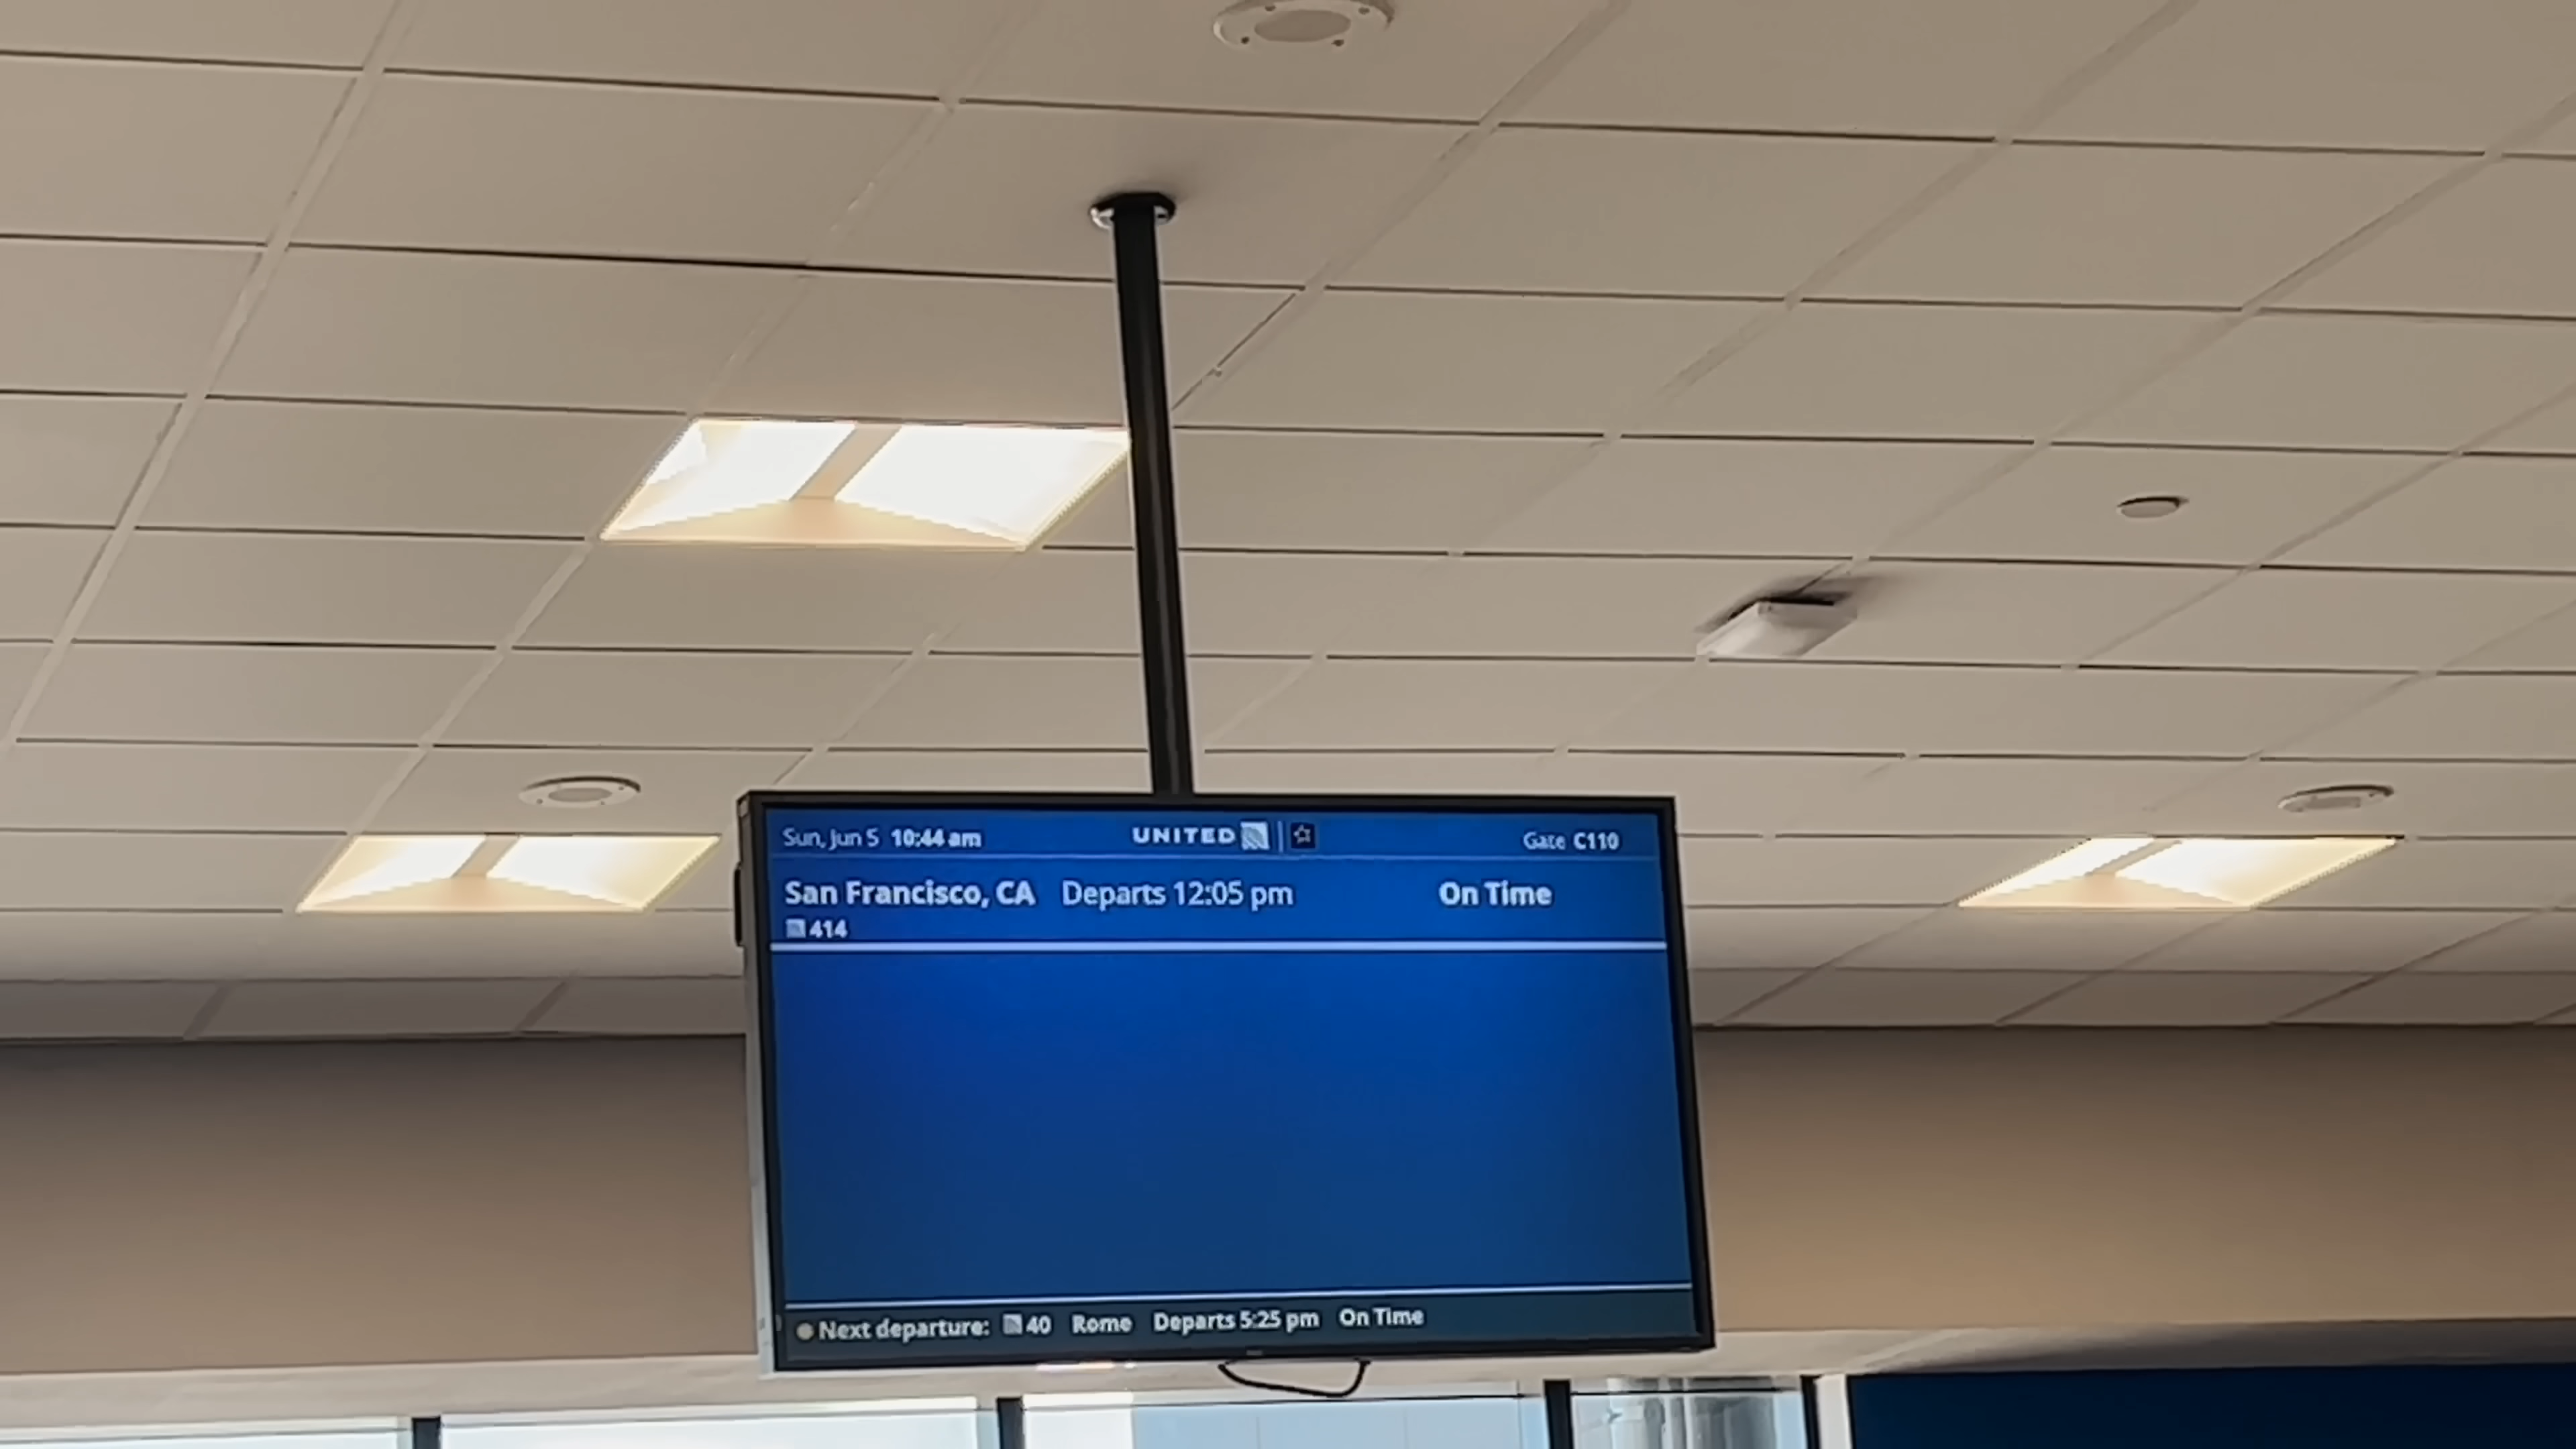 Sun, Jun 5 10:44 am UNITED Gate C110
San Francisco, CA Departs 12:05 pm On Time
414
Next departure: 40 Rome Departs 5:25 pm On Time